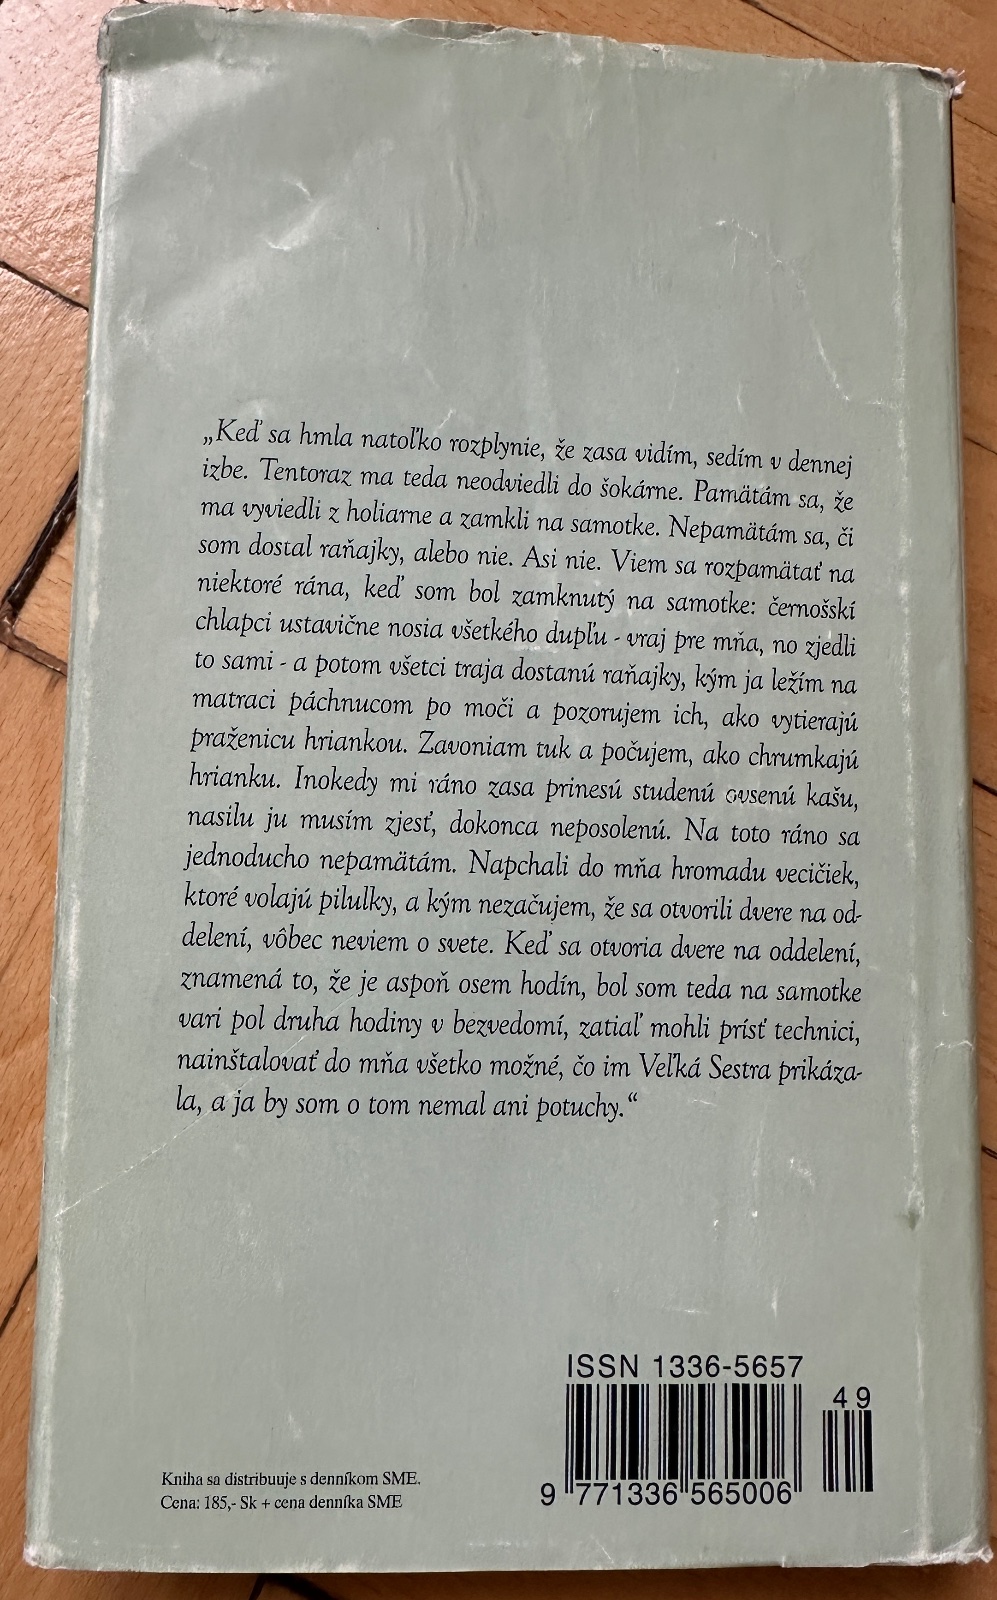 „Keď sa hmla natoľko rozplynie, že zasa vidím, sedím v dennej
izbe. Tentoraz ma teda neodviedli do šokárne. Pamätám sa, že
ma vyviedli z holiarne a zamkli na samotke. Nepamätám sa, či
som dostal raňajky, alebo nie. Asi nie. Viem sa rozpamätať na
niektoré rána, keď som bol zamknutý na samotke: černošskí
chlapci ustavične nosia všetkého dupľu - vraj pre mňa, no zjedli
to sami - a potom všetci traja dostanú raňajky, kým ja ležím na
matraci páchnucom po moči a pozorujem ich, ako vytierajú
praženicu hriankou. Zavoniam tuk a počujem, ako chrumkajú
hrianku. Inokedy mi ráno zasa prinesú studenú ovsenú kašu,
nasilu ju musím zjesť, dokonca neposolenú. Na toto ráno sa
jednoducho nepamätám. Napchali do mňa hromadu vecičiek,
ktoré volajú pilulky, a kým nezačujem, že sa otvorili dvere na od-
delení, vôbec neviem o svete. Keď sa otvoria dvere na oddelení,
znamená to, že je aspoň osem hodín, bol som teda na samotke
vari pol druha hodiny v bezvedomí, zatiaľ mohli prísť technici,
nainštalovať do mňa všetko možné, čo im Veľká Sestra prikáza-
la, a ja by som o tom nemal ani potuchy.“
ISSN 1336-5657
49
9 771336 565006
Kniha sa distribuuje s denníkom SME.
Cena: 185,- Sk + cena denníka SME